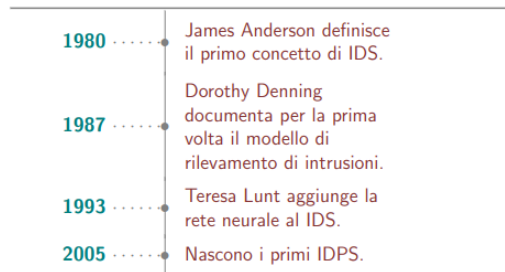 1980 James Anderson definisce
il primo concetto di IDS.
1987 Dorothy Denning
documenta per la prima
volta il modello di
rilevamento di intrusioni.
1993 Teresa Lunt aggiunge la
rete neurale al IDS.
2005 Nascono i primi IDPS.